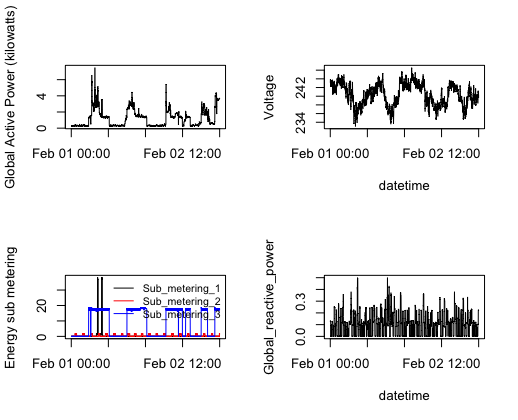 Global Active Power (kilowatts)
0 4
Feb 01 00:00 Feb 02 12:00
Voltage
234 242
Feb 01 00:00 Feb 02 12:00
datetime
Energy sub metering
0 20
Sub_metering_1
Sub_metering_2
Sub_metering_3
Feb 01 00:00 Feb 02 12:00
Global_reactive_power
0.0 0.3
Feb 01 00:00 Feb 02 12:00
datetime